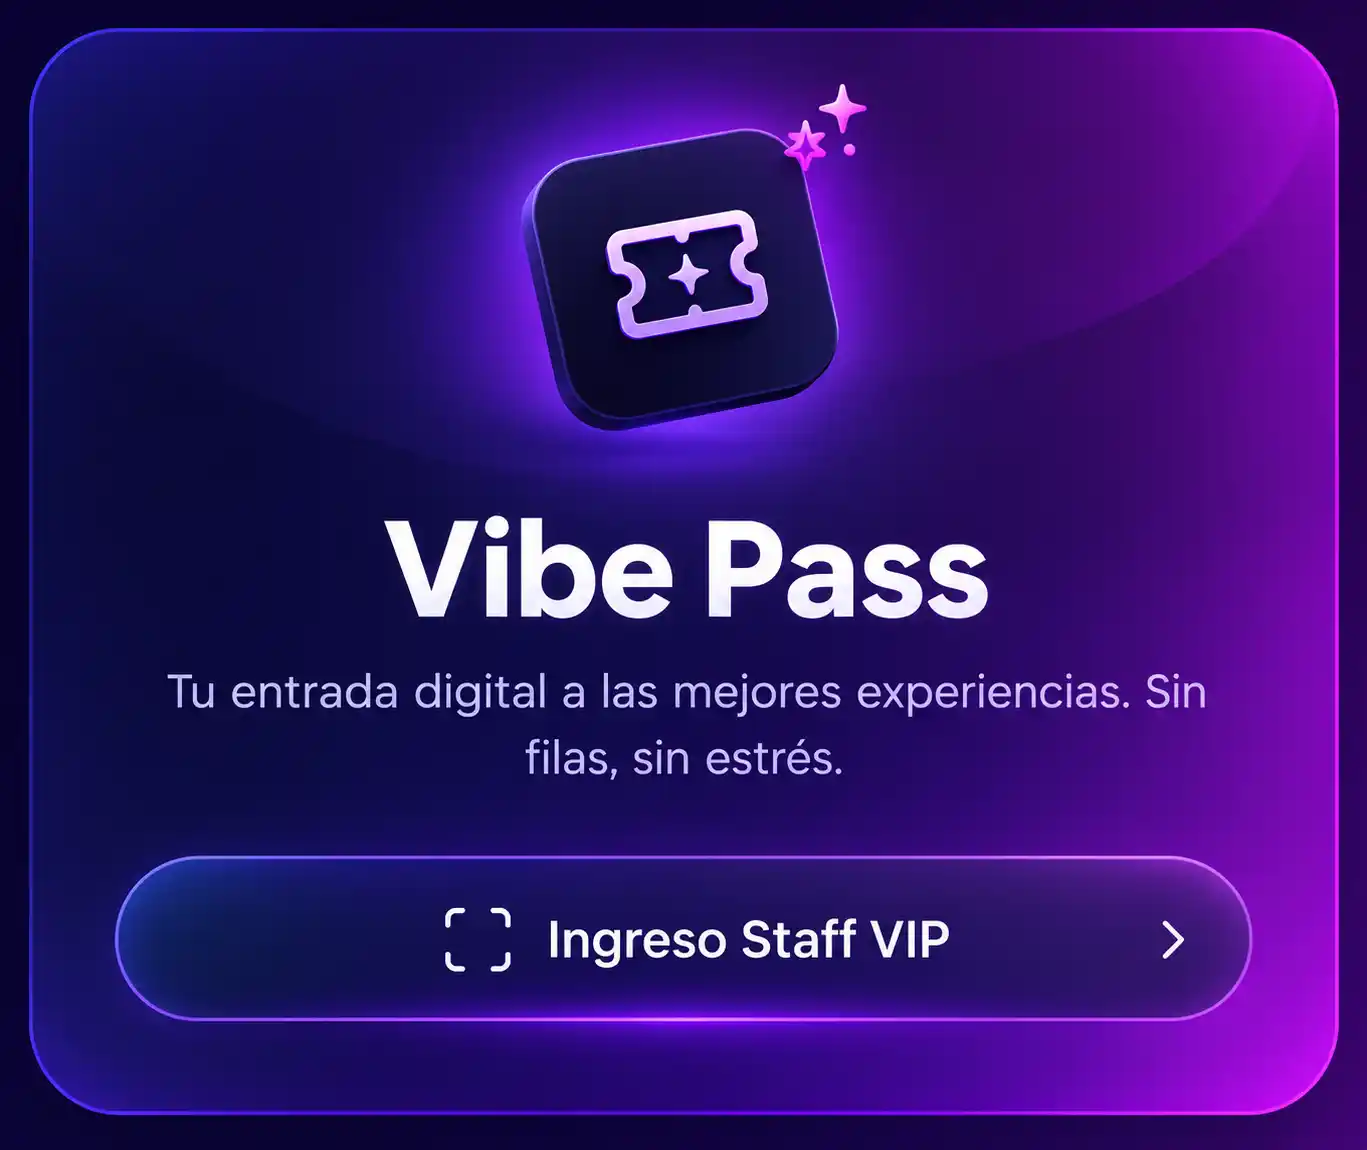 Vibe Pass
Tu entrada digital a las mejores experiencias. Sin
filas, sin estrés.
Ingreso Staff VIP